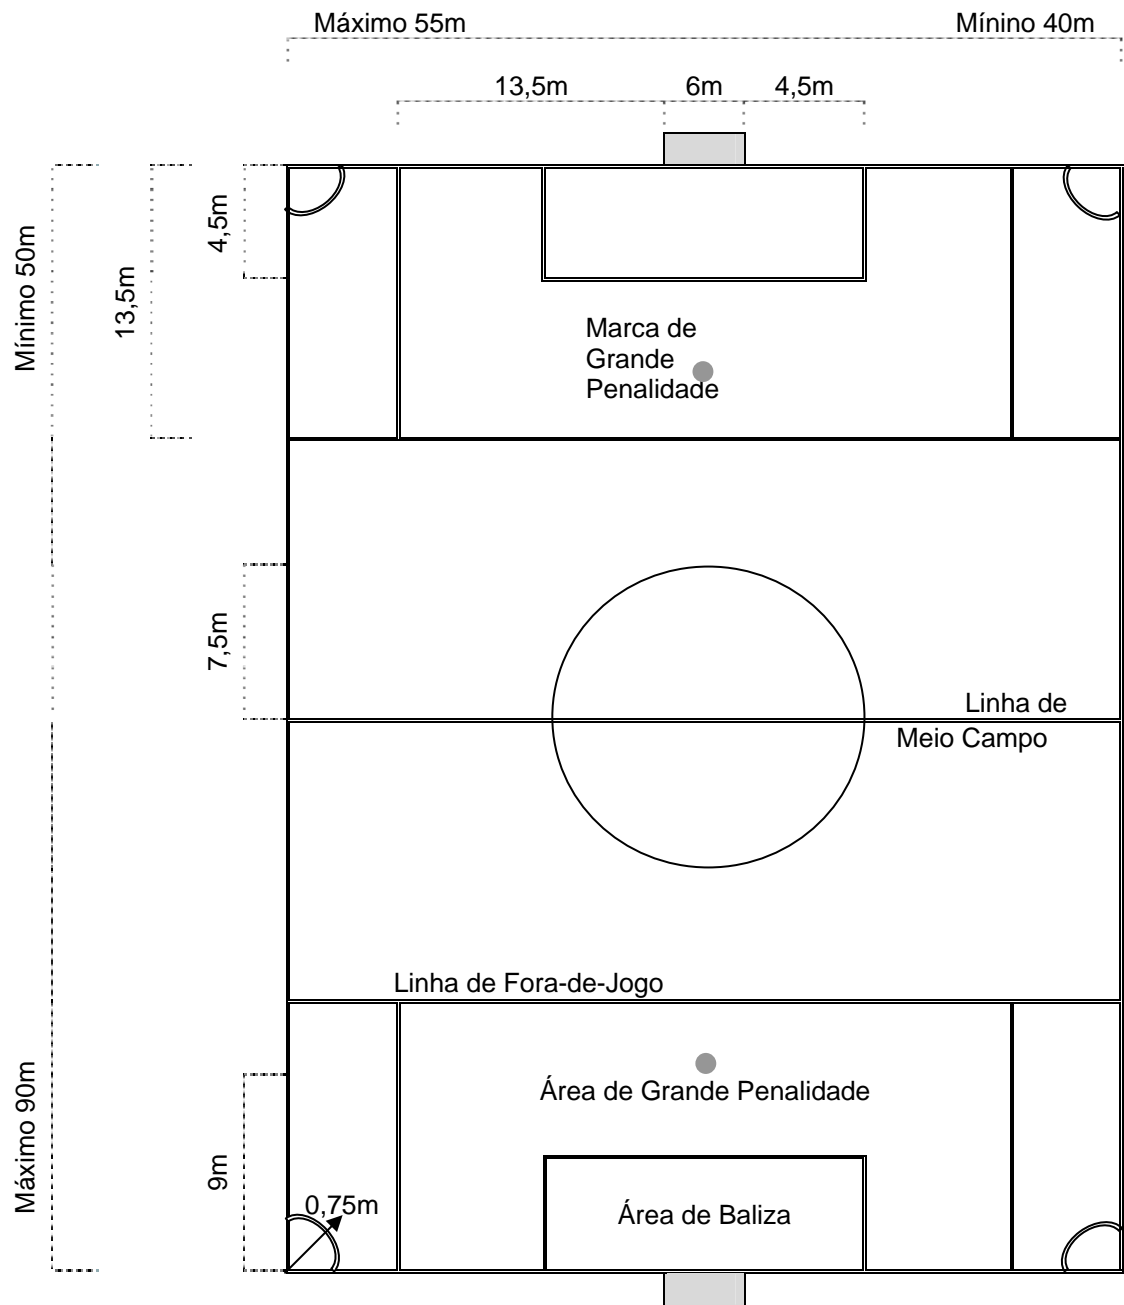 Máximo 55m
Mínino 40m
13,5m
6m
4,5m
4,5m
Mínimo 50m
13,5m
Marca de
Grande
Penalidade
7,5m
Linha de
Meio Campo
Linha de Fora-de-Jogo
Área de Grande Penalidade
Máximo 90m
9m
0,75m
Área de Baliza